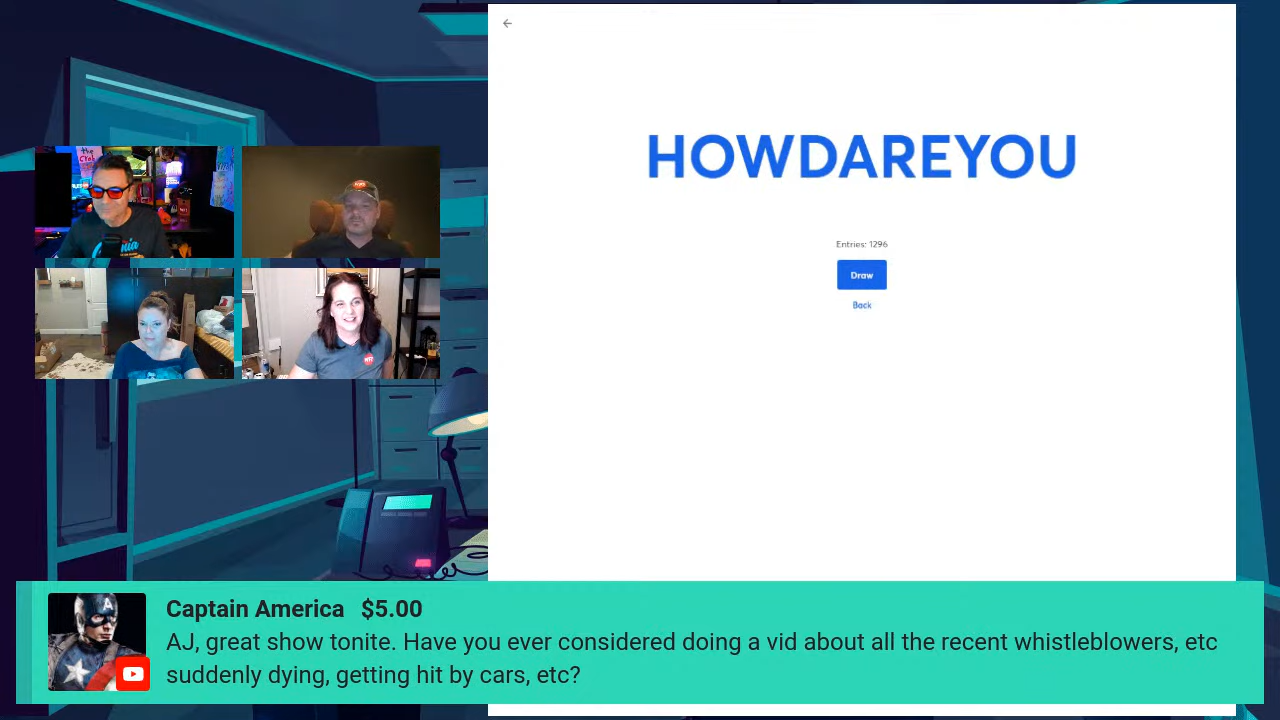 HOWDAREYOU
Entries: 1296
Draw
Back
Captain America $5.00
AJ, great show tonite. Have you ever considered doing a vid about all the recent whistleblowers, etc
suddenly dying, getting hit by cars, etc?